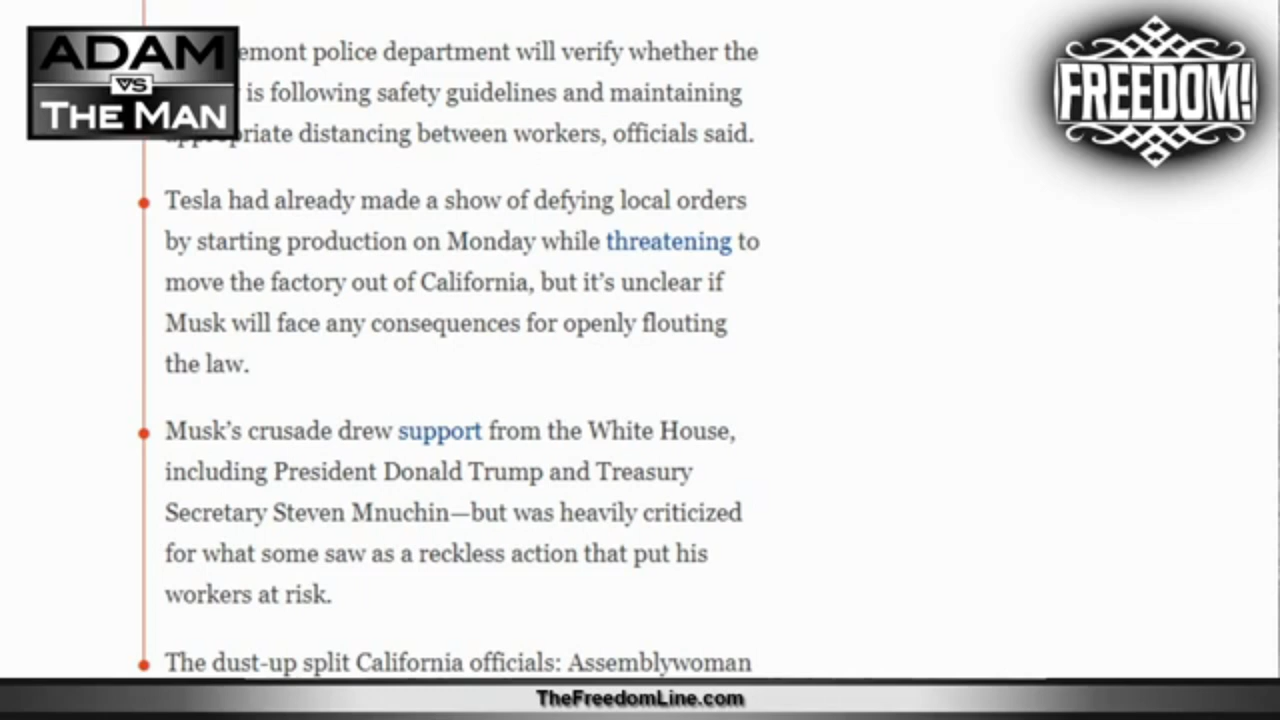 ADAM
VS
THE MAN
FREEDOM!
emont police department will verify whether the
is following safety guidelines and maintaining
appropriate distancing between workers, officials said.
Tesla had already made a show of defying local orders
by starting production on Monday while threatening to
move the factory out of California, but it's unclear if
Musk will face any consequences for openly flouting
the law.
Musk's crusade drew support from the White House,
including President Donald Trump and Treasury
Secretary Steven Mnuchin—but was heavily criticized
for what some saw as a reckless action that put his
workers at risk.
The dust-up split California officials: Assemblywoman
TheFreedomLine.com